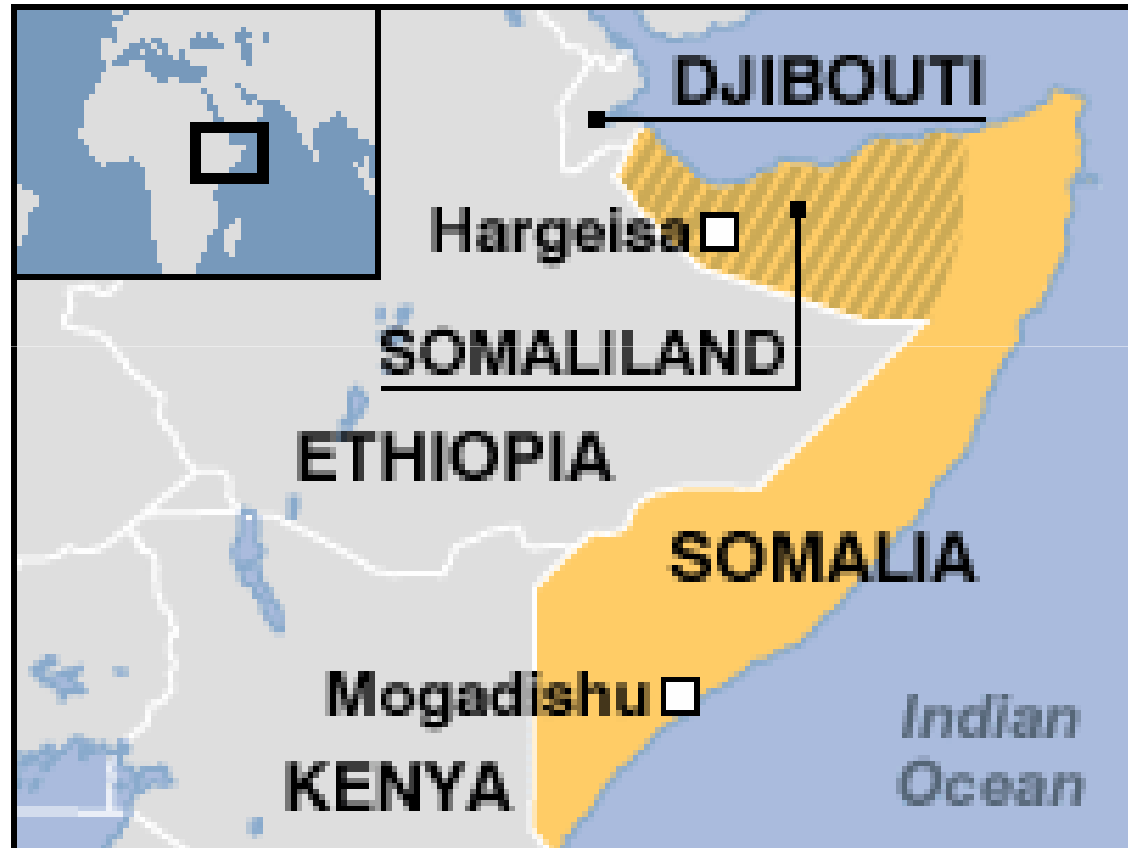 DJIBOUTI
Hargeisa
SOMALILAND
ETHIOPIA
SOMALIA
Mogadishu
Indian
Ocean
KENYA